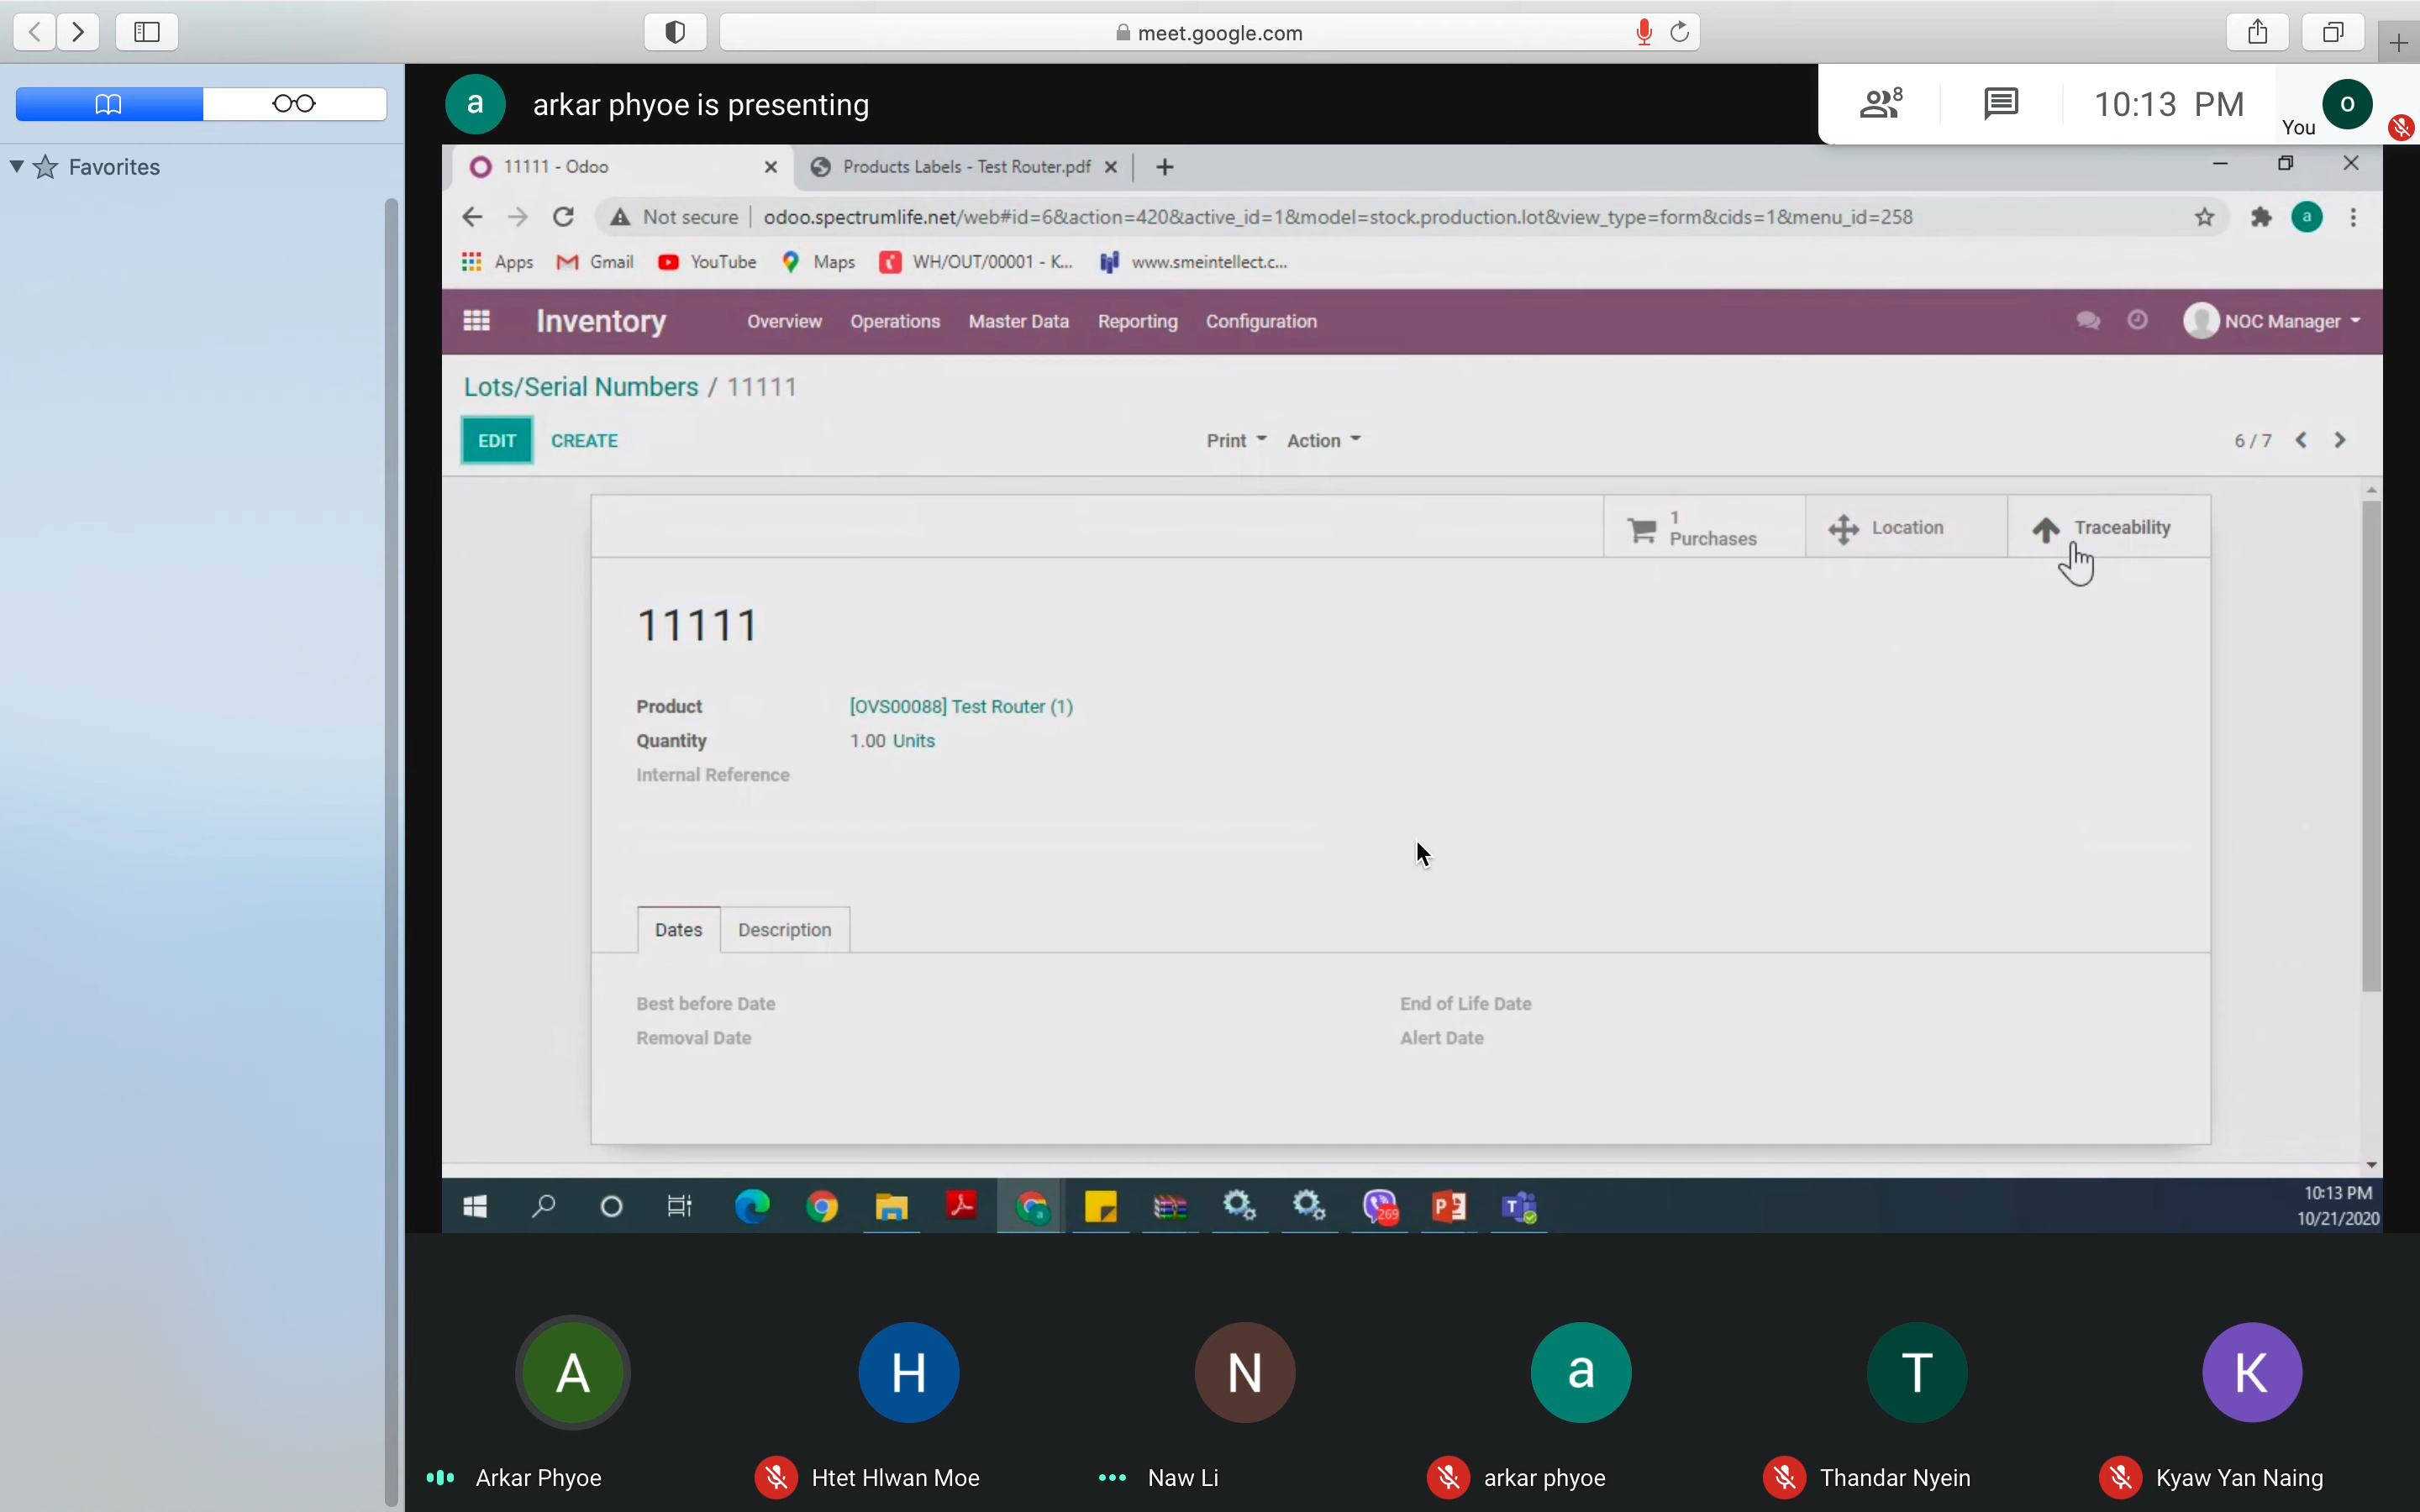 meet.google.com
Favorites
a
arkar phyoe is presenting
8
10:13 PM
You
o
11111 - Odoo
Products Labels - Test Router.pdf
Not secure
odoo.spectrumlife.net/web#id=6&action=420&active_id=1&model=stock.production.lot&view_type=form&cids=1&menu_id=258
a
Apps
Gmail
YouTube
Maps
WH/OUT/00001 - K...
www.smeintellect.c...
Inventory
Overview
Operations
Master Data
Reporting
Configuration
NOC Manager
Lots/Serial Numbers / 11111
EDIT
CREATE
Print
Action
6 / 7
1
Purchases
Location
Traceability
11111
Product
[OVS00088] Test Router (1)
Quantity
1.00 Units
Internal Reference
Dates
Description
Best before Date
End of Life Date
Removal Date
Alert Date
269
10:13 PM
10/21/2020
A
H
N
a
T
K
Arkar Phyoe
Htet Hlwan Moe
Naw Li
arkar phyoe
Thandar Nyein
Kyaw Yan Naing